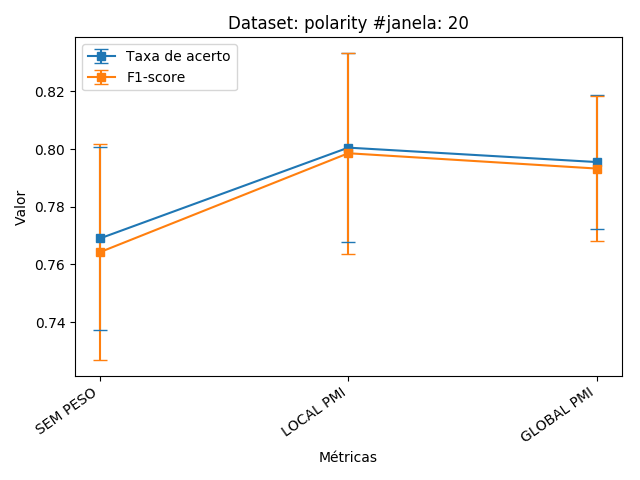 Dataset: polarity #janela: 20
Taxa de acerto
F1-score
Valor
0.82
0.80
0.78
0.76
0.74
SEM PESO
LOCAL PMI
GLOBAL PMI
Métricas